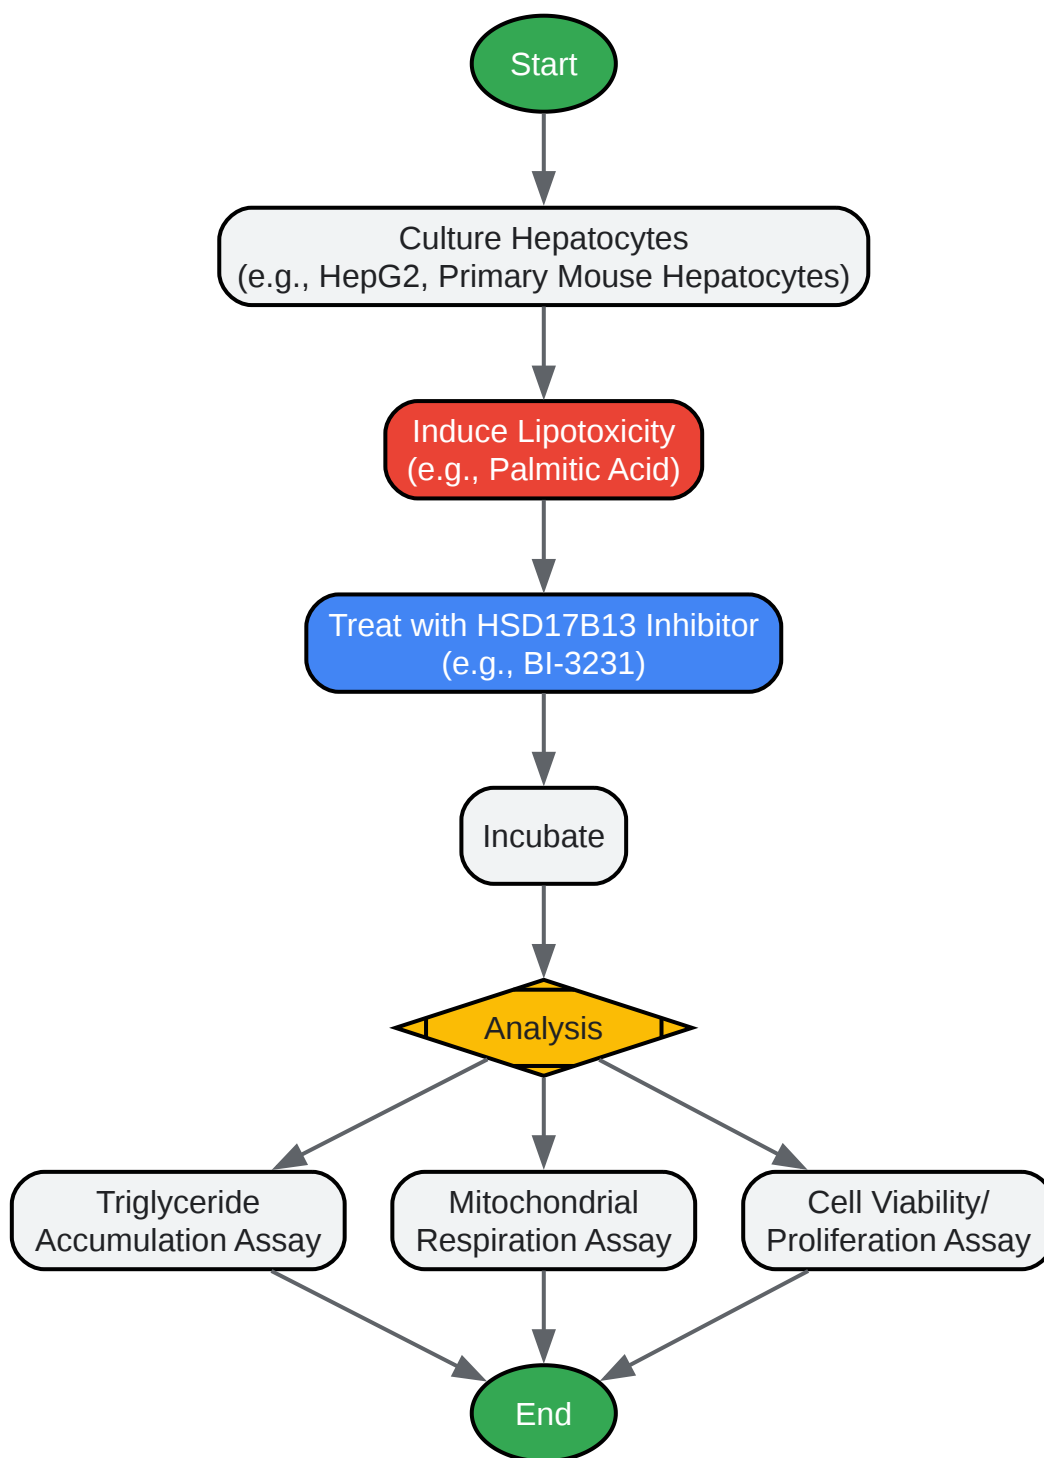 Start
Culture Hepatocytes
(e.g., HepG2, Primary Mouse Hepatocytes)
Induce Lipotoxicity
(e.g., Palmitic Acid)
Treat with HSD17B13 Inhibitor
(e.g., BI-3231)
Incubate
Analysis
Triglyceride
Accumulation Assay
Mitochondrial
Respiration Assay
Cell Viability/
Proliferation Assay
End